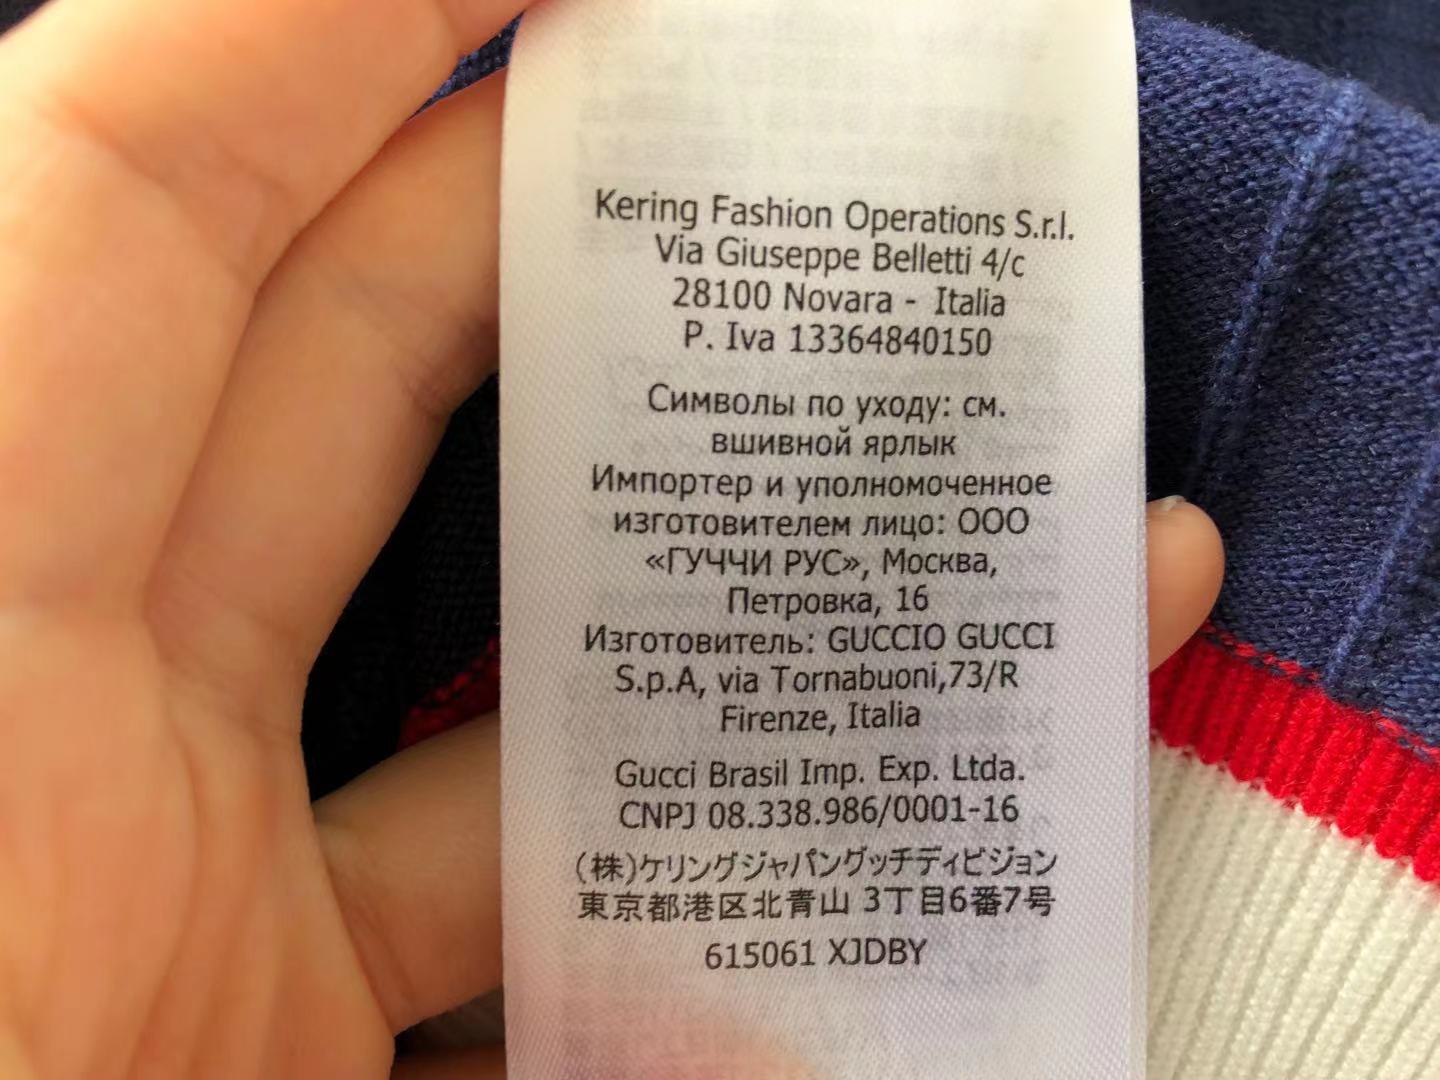 Kering Fashion Operations S.r.l.
Via Giuseppe Belletti 4/c
28100 Novara - Italia
P. Iva 13364840150
Символы по уходу: см.
вшивной ярлык
Импортер и уполномоченное
изготовителем лицо: ООО
«ГУЧЧИ РУС», Москва,
Петровка, 16
Изготовитель: GUCCIO GUCCI
S.p.A, via Tornabuoni,73/R
Firenze, Italia
Gucci Brasil Imp. Exp. Ltda.
CNPJ 08.338.986/0001-16
(株)ケリングジャパングッチディビジョン
東京都港区北青山 3丁目6番7号
615061 XJDBY